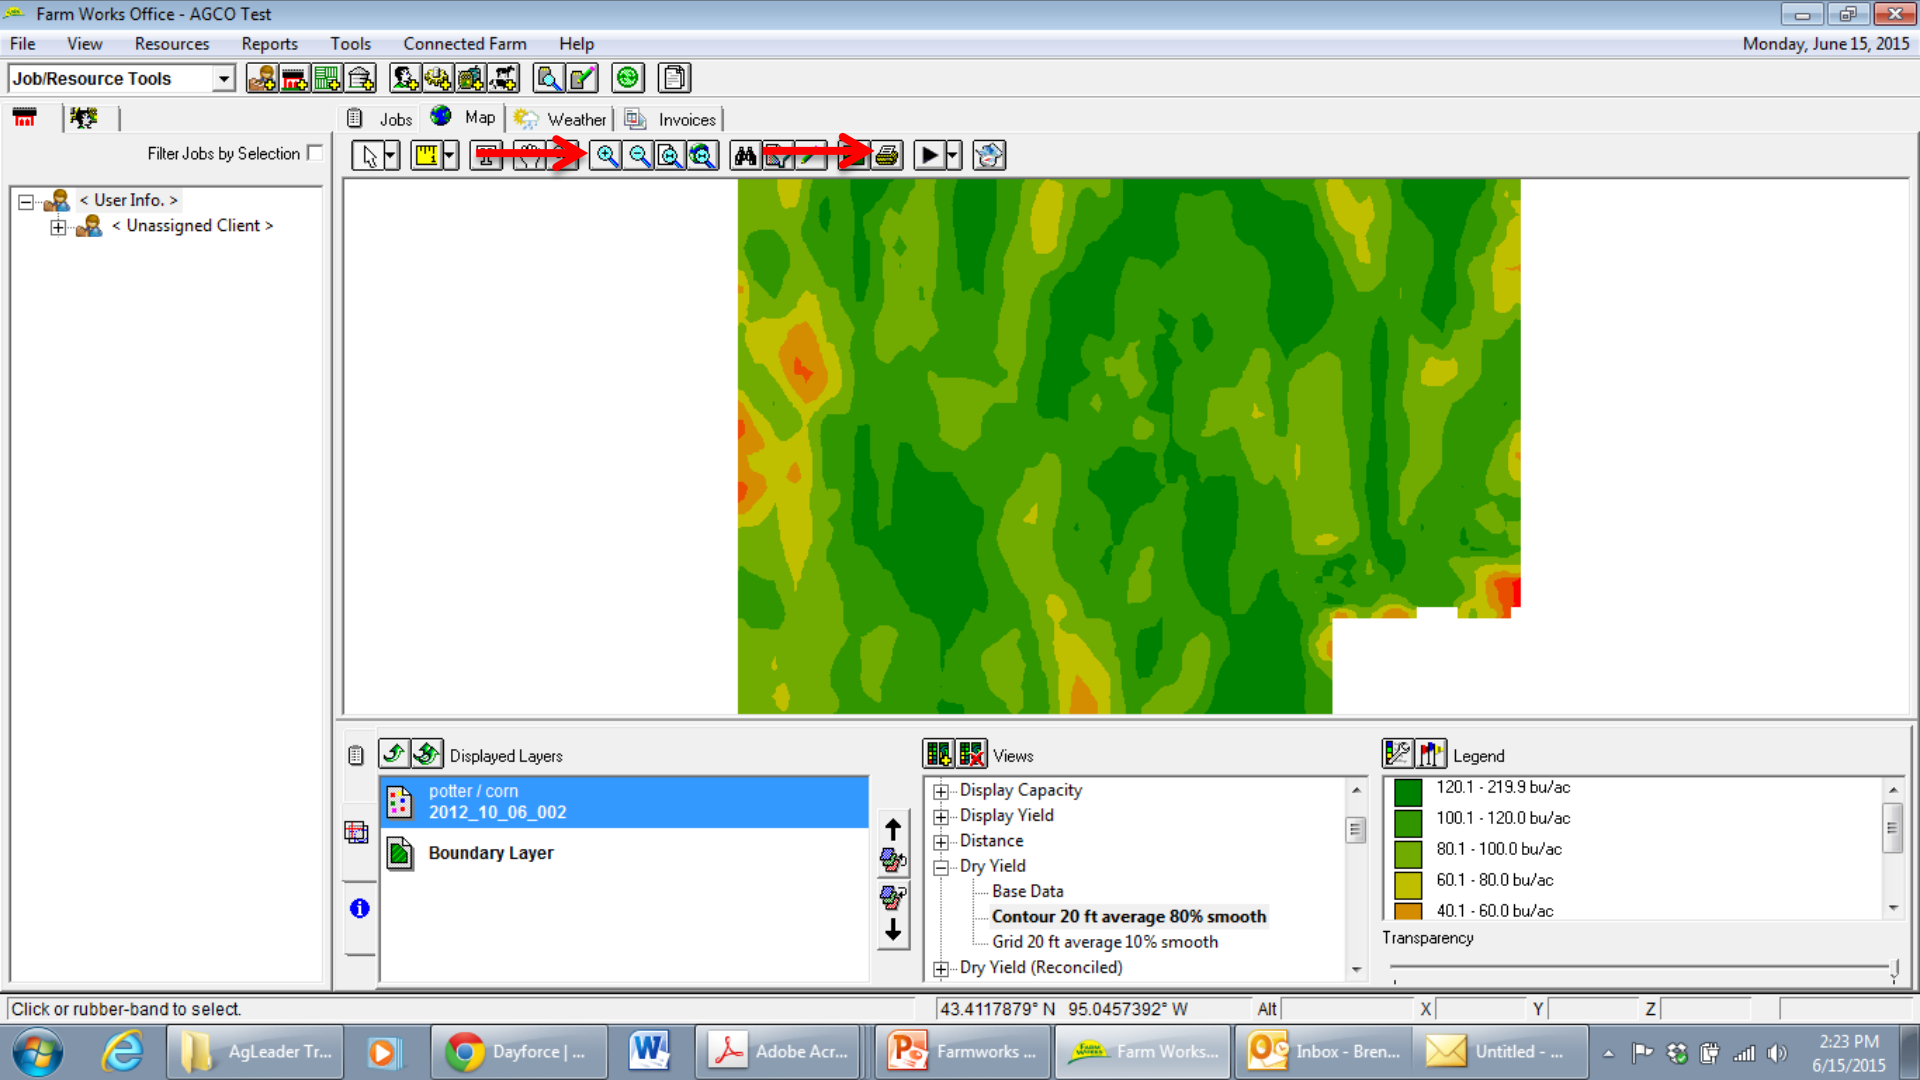 Farm Works Office - AGCO Test
File View Resources Reports Tools Connected Farm Help Monday, June 15, 2015
Job/Resource Tools
Jobs Map Weather Invoices
Filter Jobs by Selection
< User Info. >
< Unassigned Client >
Displayed Layers
potter / corn
2012_10_06_002
Boundary Layer
Views
Display Capacity
Display Yield
Distance
Dry Yield
Base Data
Contour 20 ft average 80% smooth
Grid 20 ft average 10% smooth
Dry Yield (Reconciled)
Legend
120.1 - 219.9 bu/ac
100.1 - 120.0 bu/ac
80.1 - 100.0 bu/ac
60.1 - 80.0 bu/ac
40.1 - 60.0 bu/ac
Transparency
Click or rubber-band to select. 43.4117879° N 95.0457392° W Alt X Y Z
AgLeader Tr... Dayforce | ... Adobe Acr... Farmworks ... Farm Works... Inbox - Bren... Untitled - ... 2:23 PM
6/15/2015